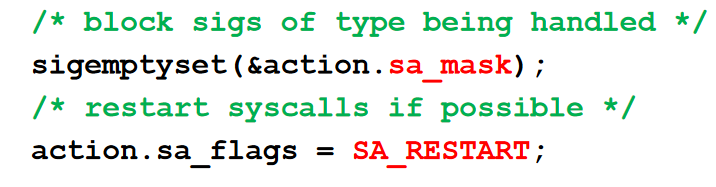 /* block sigs of type being handled */
sigemptyset(&action.sa_mask);
/* restart syscalls if possible */
action.sa_flags = SA_RESTART;